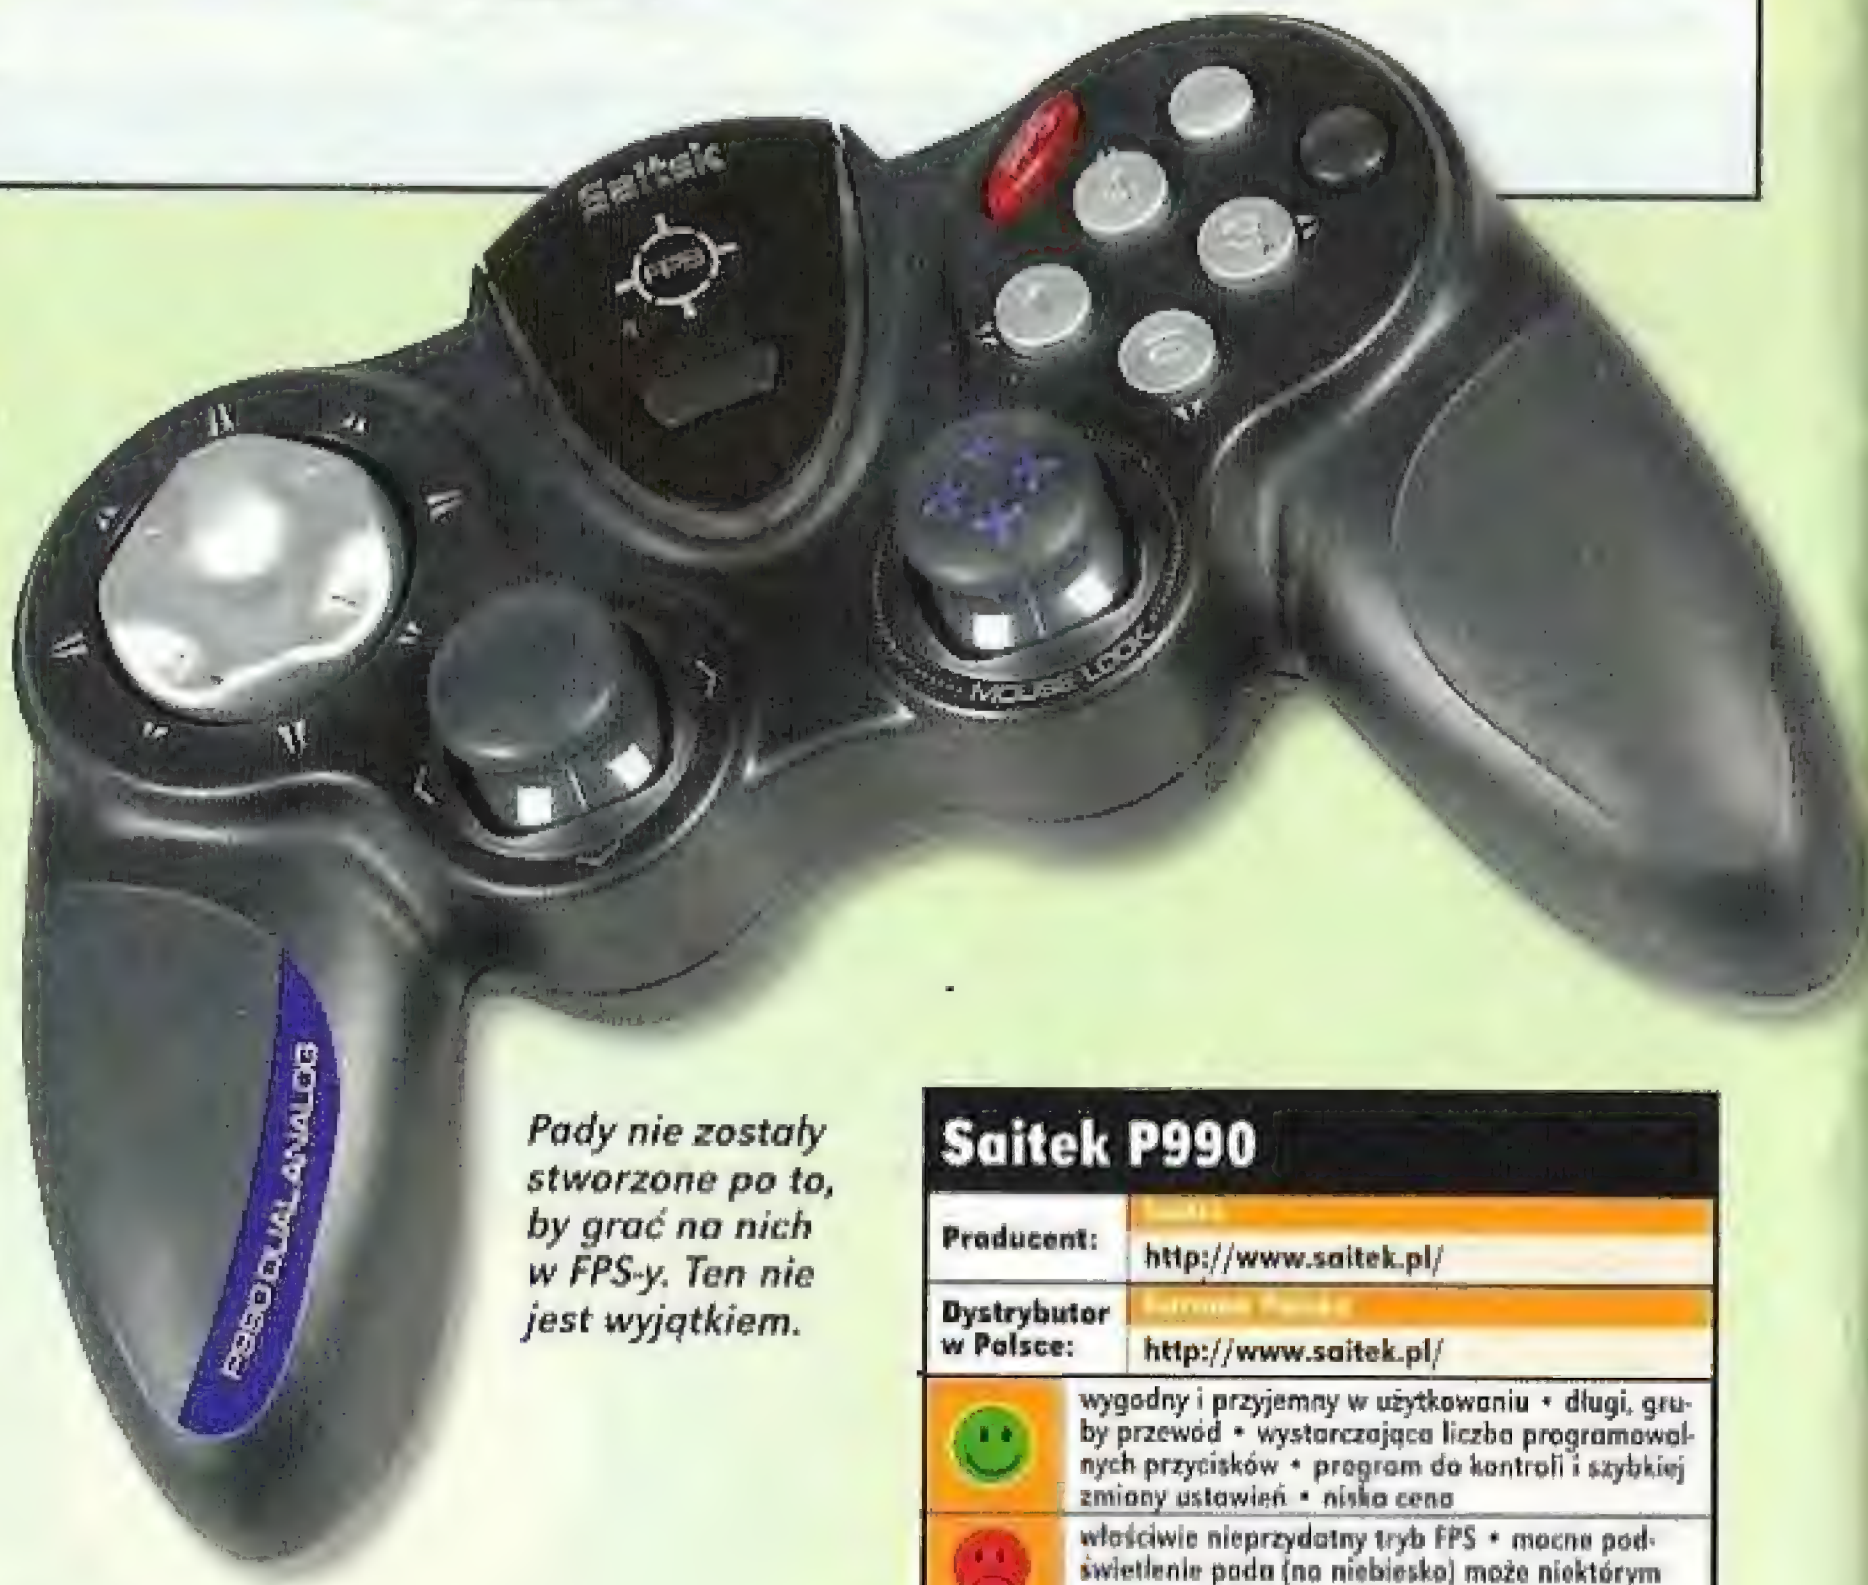 Saitek
FPS
MOUSE LOOK
P990 DUAL ANALOG
Pady nie zostały
stworzone po to,
by grać na nich
w FPS-y. Ten nie
jest wyjątkiem.
Saitek P990
Producent:
Saitek
http://www.saitek.pl/
Dystrybutor
w Polsce:
http://www.saitek.pl/
wygodny i przyjemny w użytkowaniu • długi, gru-
by przewód • wystarczająca liczba programowal-
nych przycisków • program do kontroli i szybkiej
zmiany ustawień • niska cena
właściwie nieprzydatny tryb FPS • mocne pod-
świetlenie pada (na niebiesko) może niektórym